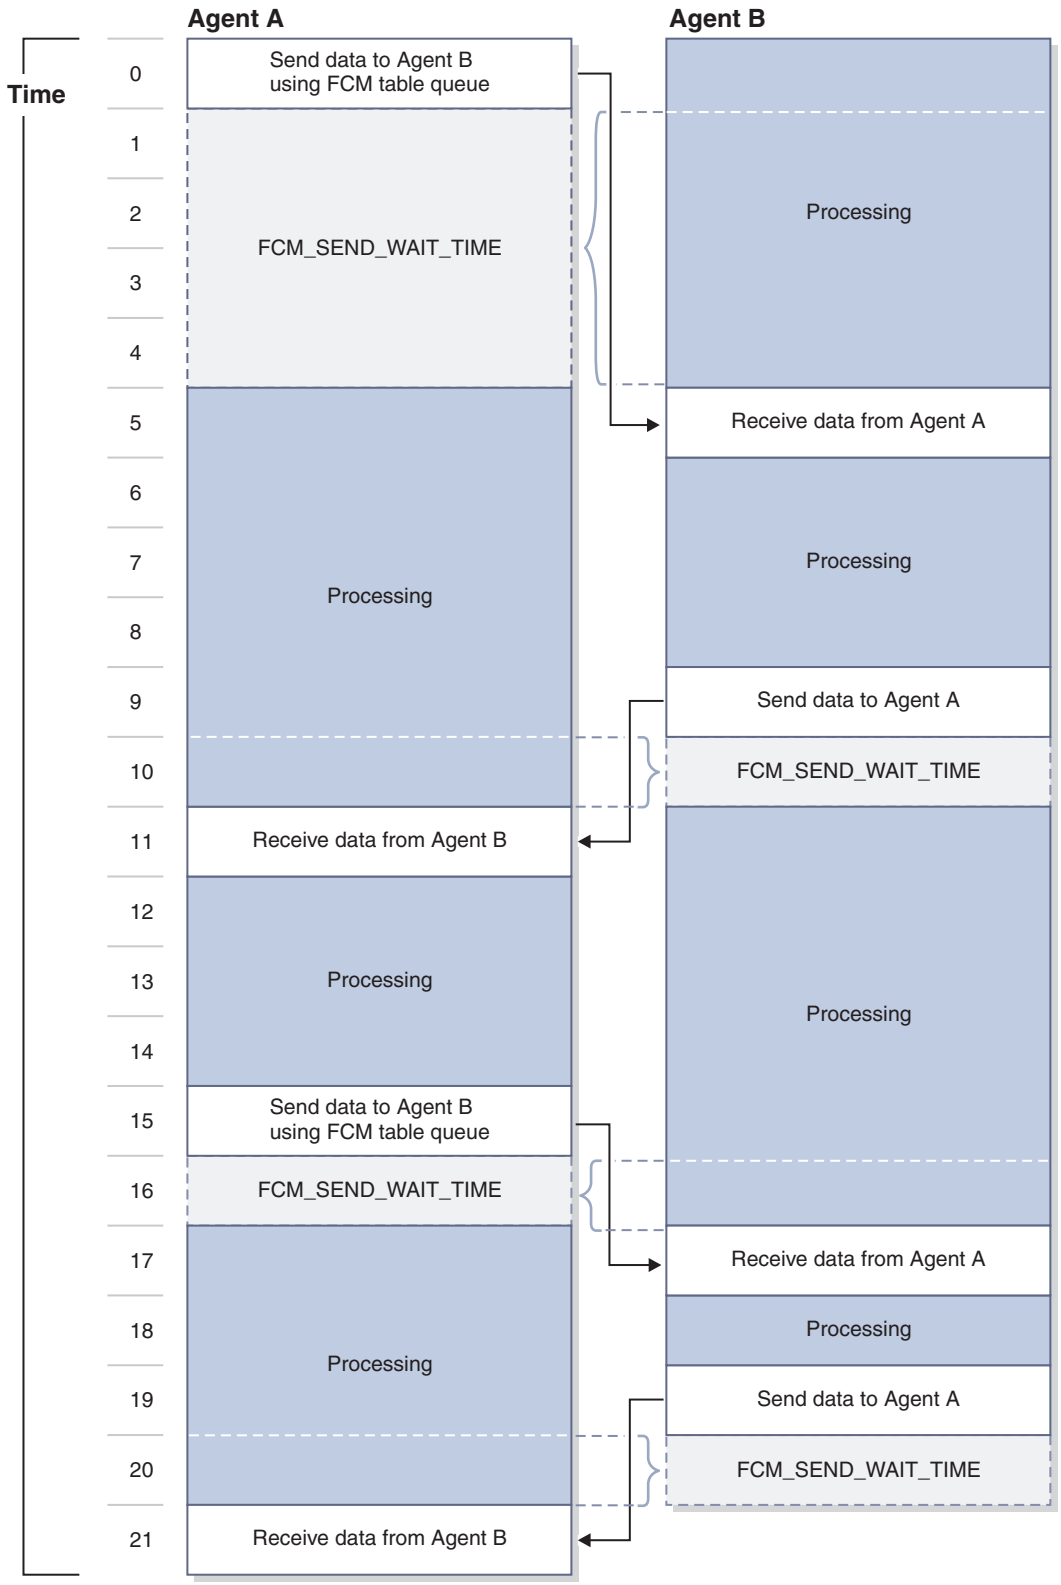 Agent A
Agent B
Time
0
Send data to Agent B
using FCM table queue
1
2
Processing
FCM_SEND_WAIT_TIME
3
4
5
Receive data from Agent A
6
7
Processing
Processing
8
9
Send data to Agent A
10
FCM_SEND_WAIT_TIME
11
Receive data from Agent B
12
13
Processing
Processing
14
15
Send data to Agent B
using FCM table queue
16
FCM_SEND_WAIT_TIME
17
Receive data from Agent A
18
Processing
Processing
19
Send data to Agent A
20
FCM_SEND_WAIT_TIME
21
Receive data from Agent B